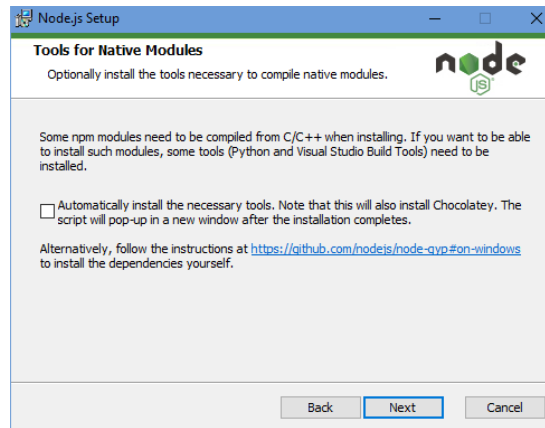 Node.js Setup
Tools for Native Modules
Optionally install the tools necessary to compile native modules.
node
JS
Some npm modules need to be compiled from C/C++ when installing. If you want to be able
to install such modules, some tools (Python and Visual Studio Build Tools) need to be
installed.
Automatically install the necessary tools. Note that this will also install Chocolatey. The
script will pop-up in a new window after the installation completes.
Alternatively, follow the instructions at https://github.com/nodejs/node-gyp#on-windows
to install the dependencies yourself.
Back Next Cancel